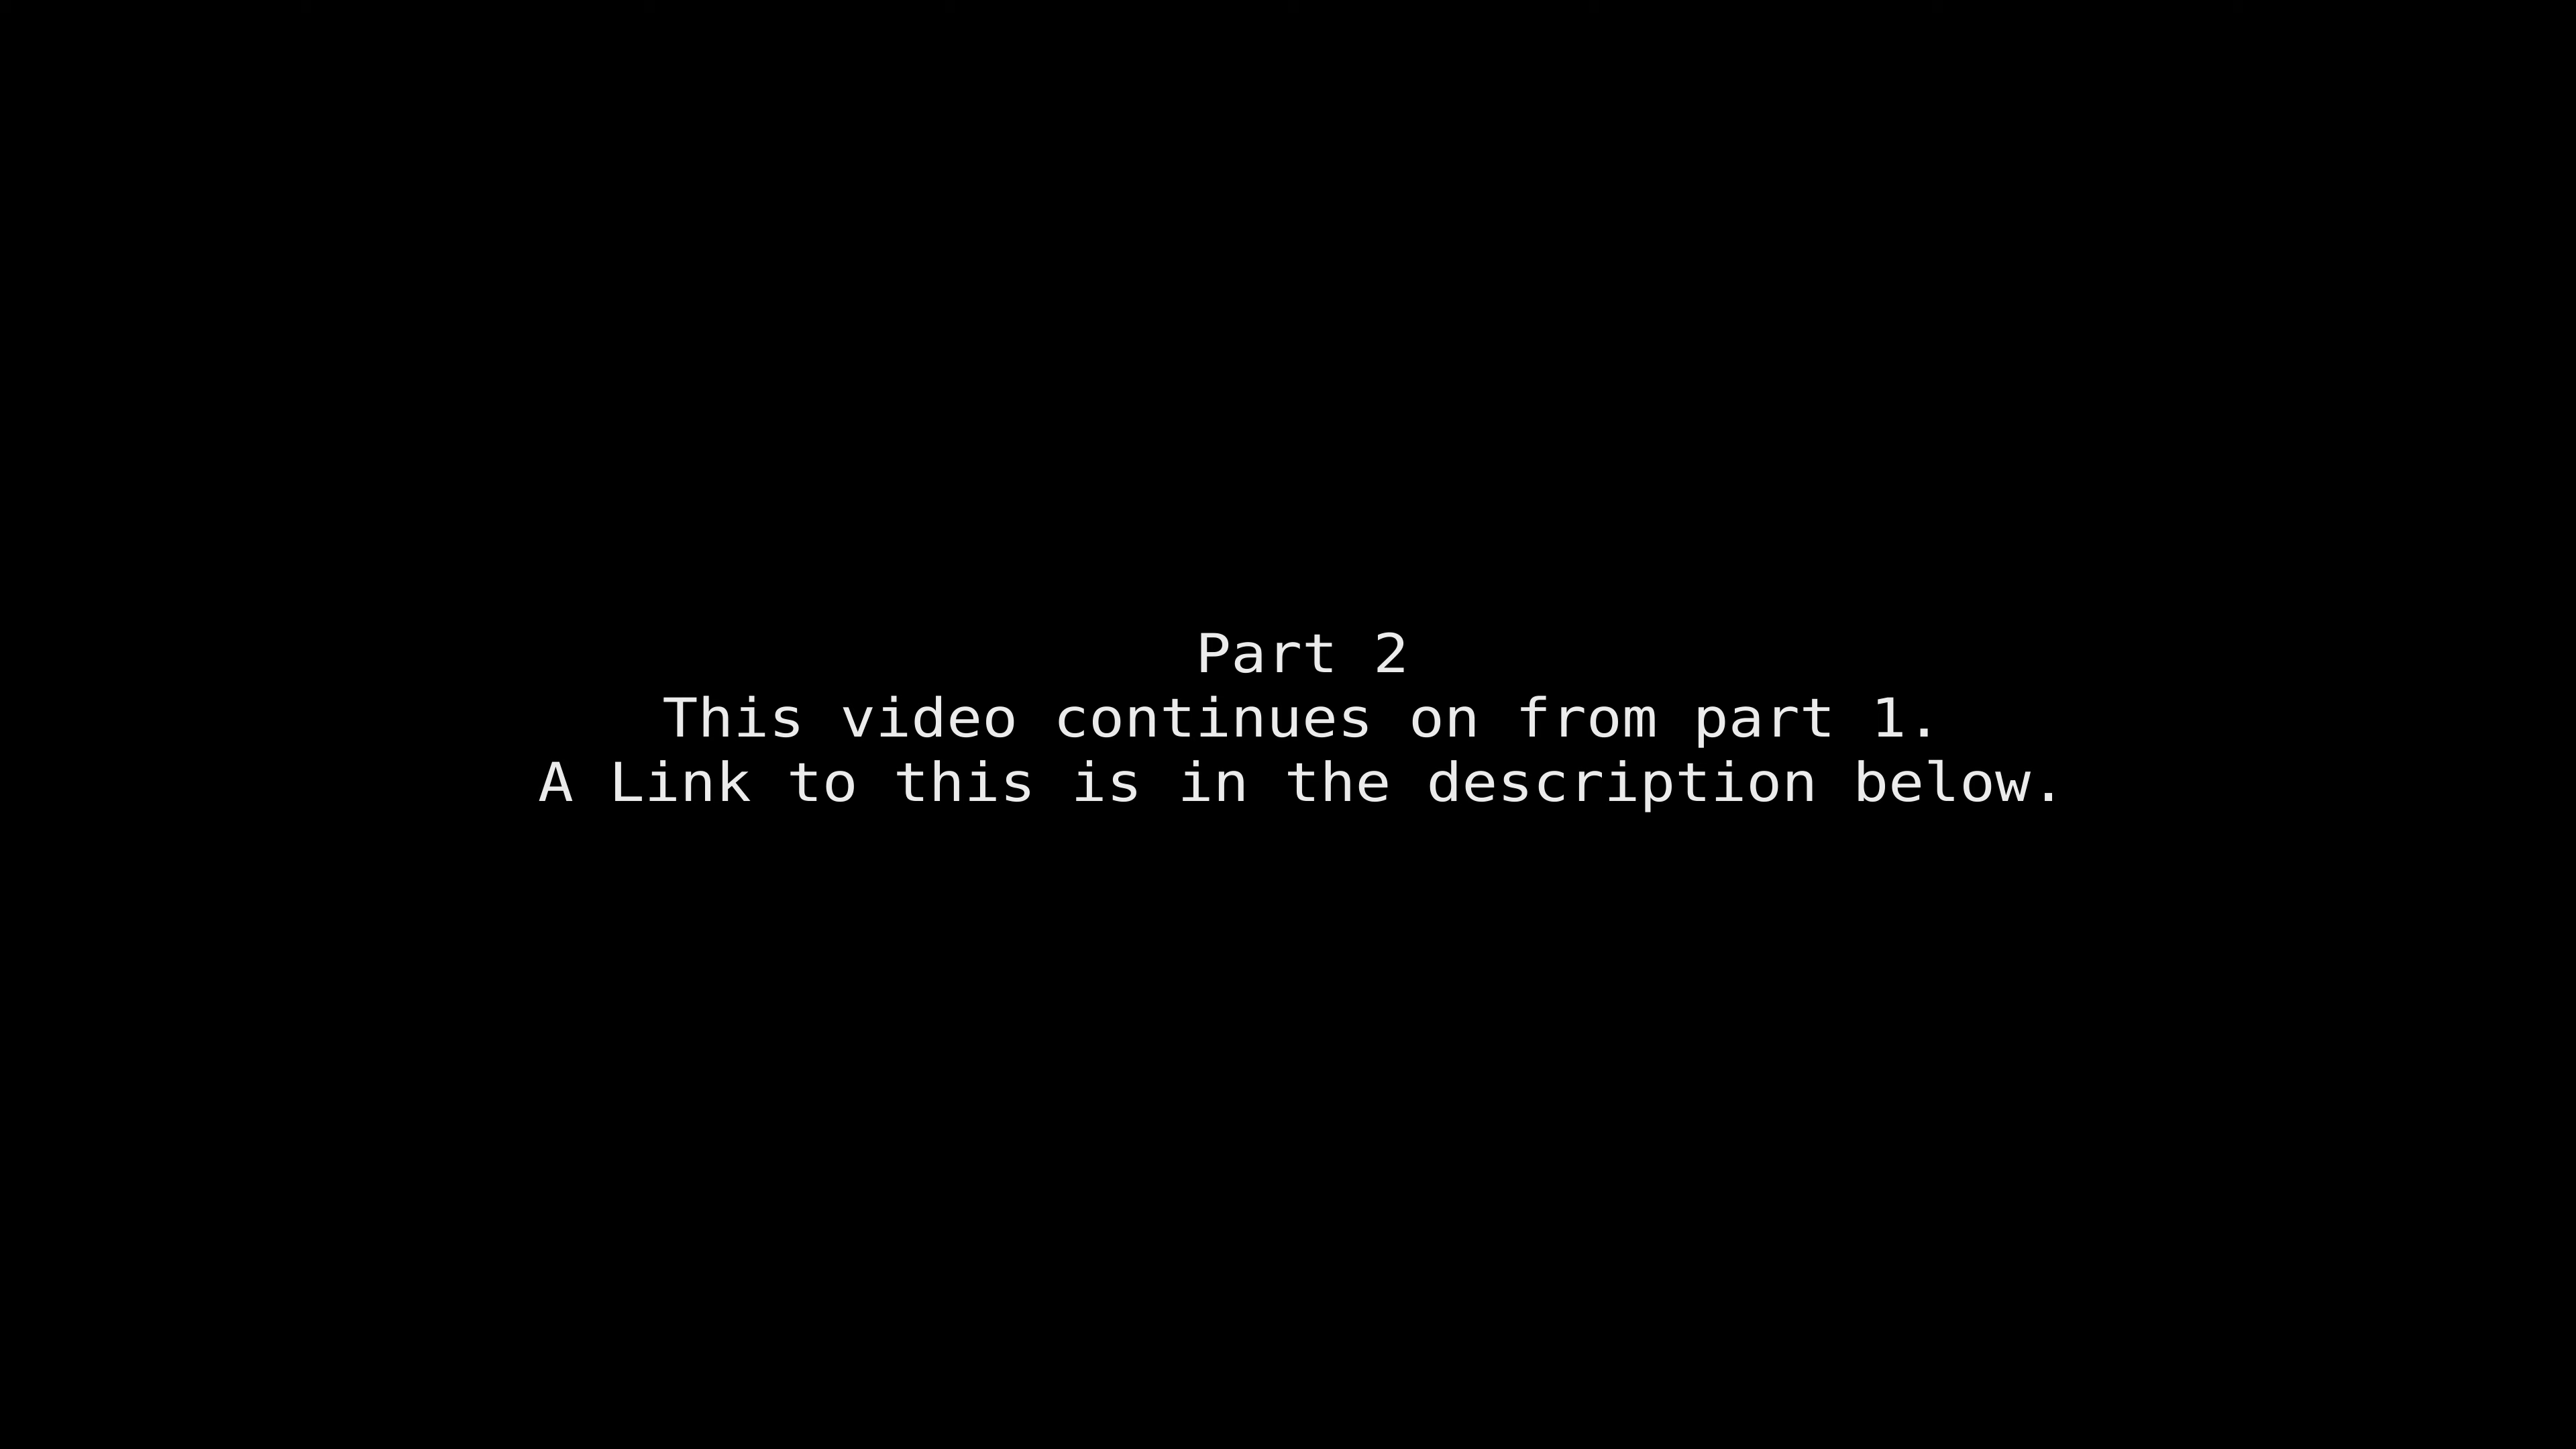 Part 2
This video continues on from part 1.
A Link to this is in the description below.